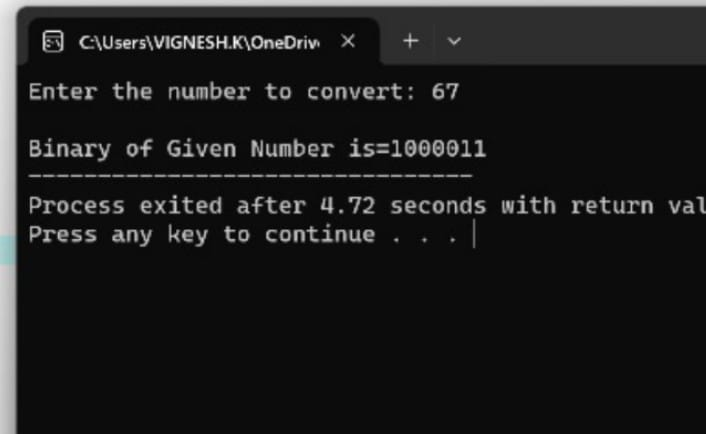 C:\Users\VIGNESH.K\OneDriv
Enter the number to convert: 67
Binary of Given Number is=1000011
--------------------------------
Process exited after 4.72 seconds with return val
Press any key to continue . . .